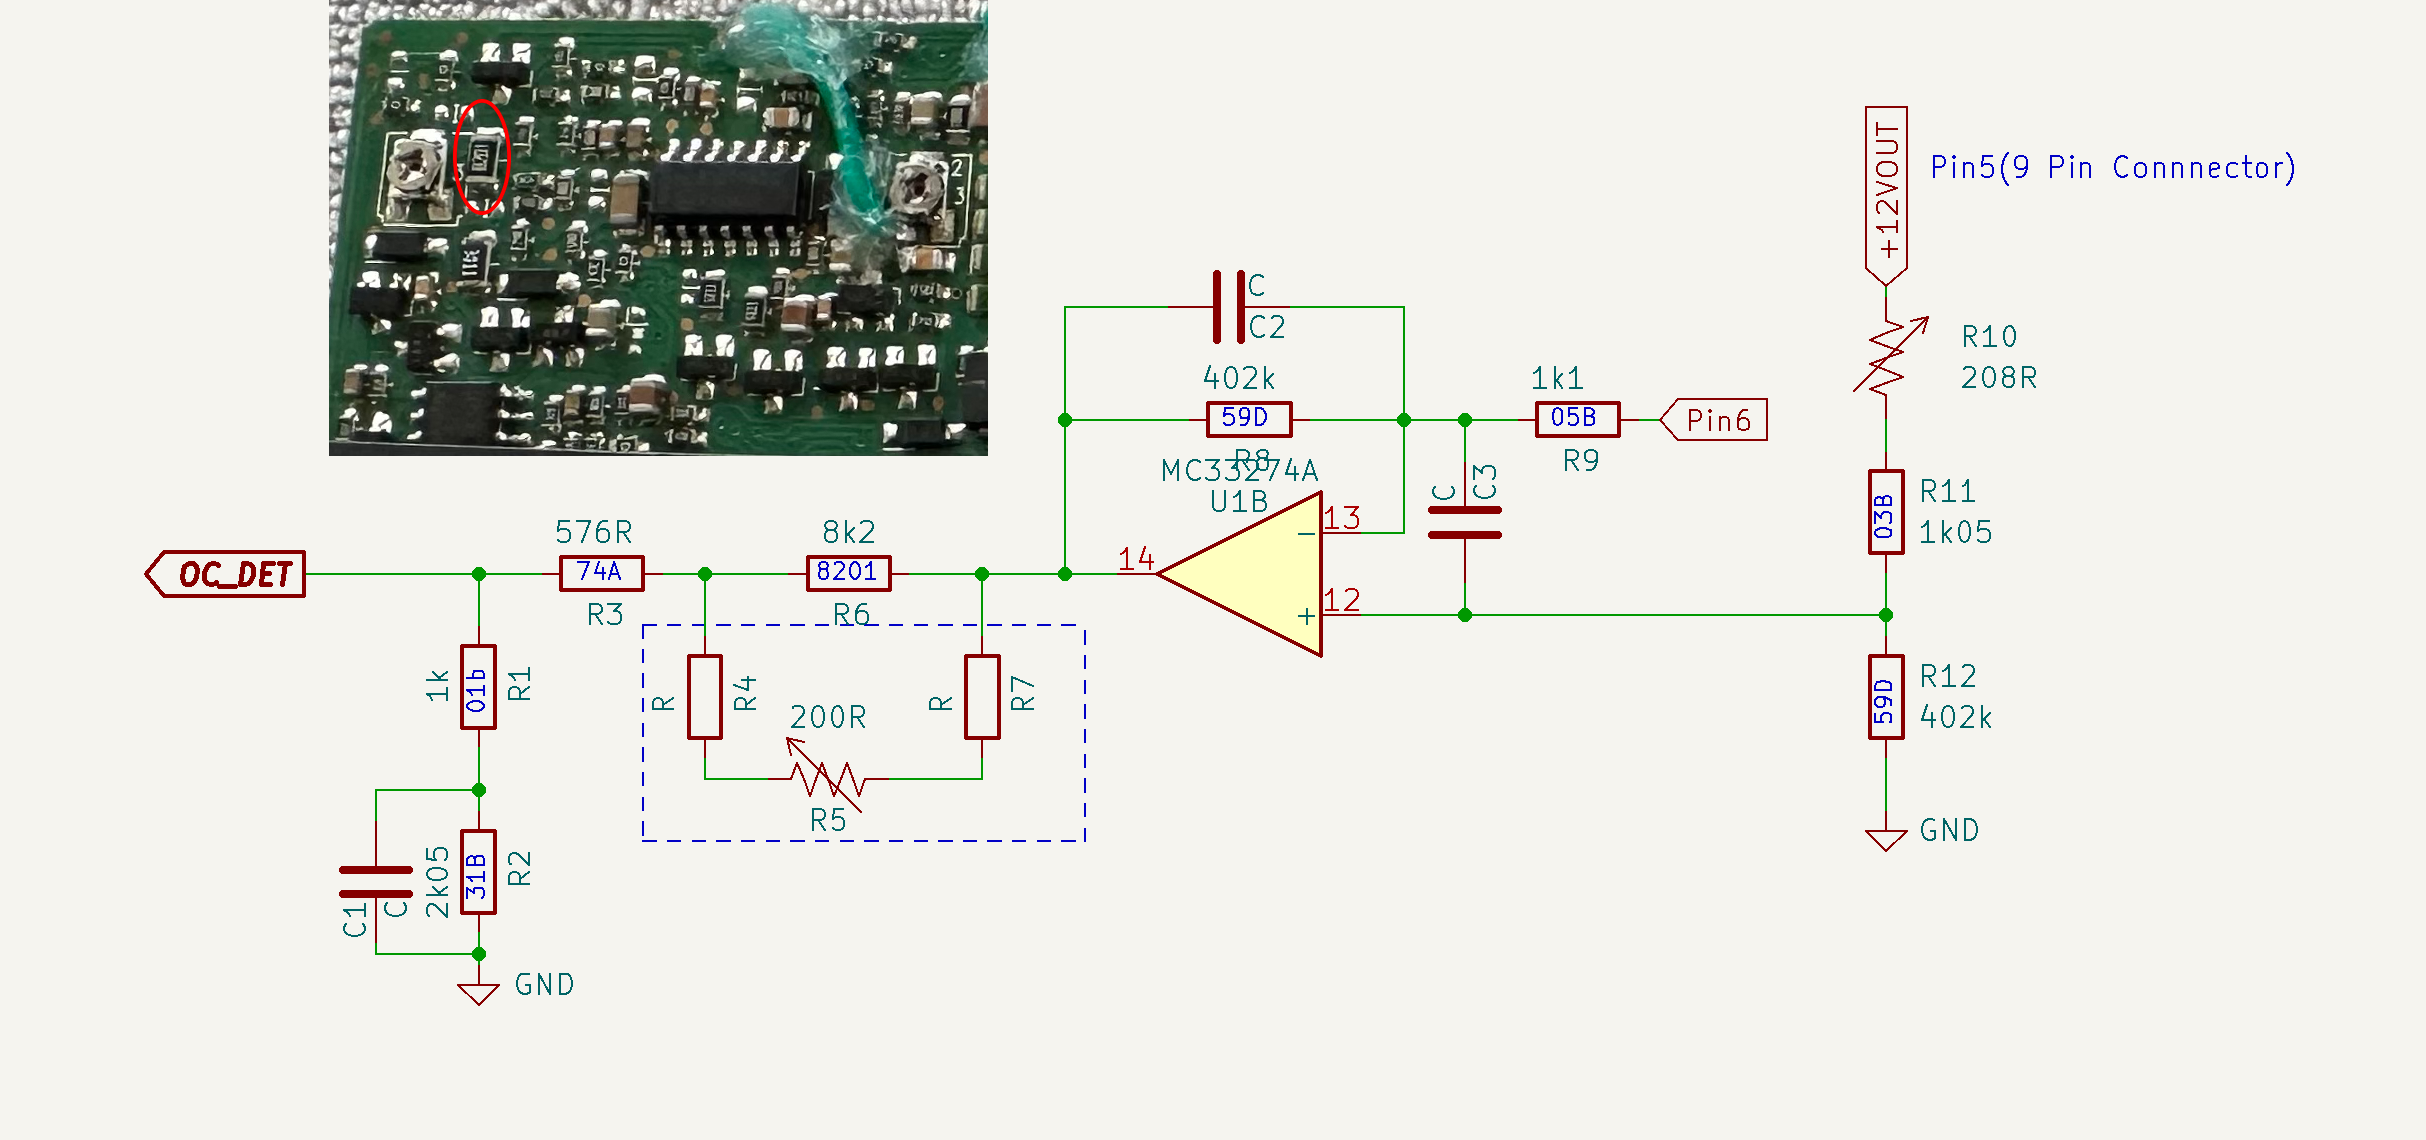 2
3
+12VOUT
Pin5(9 Pin Connnector)
C
C2
R10
208R
402k
59D
R8
1k1
05B
R9
Pin6
MC33274A
U1B
C
C3
13
12
14
−
+
R11
1k05
03B
OC_DET
576R
74A
R3
8k2
8201
R6
1k
01b
R1
R
R4
200R
R5
R
R7
R12
402k
59D
GND
C1
C
2k05
31B
R2
GND